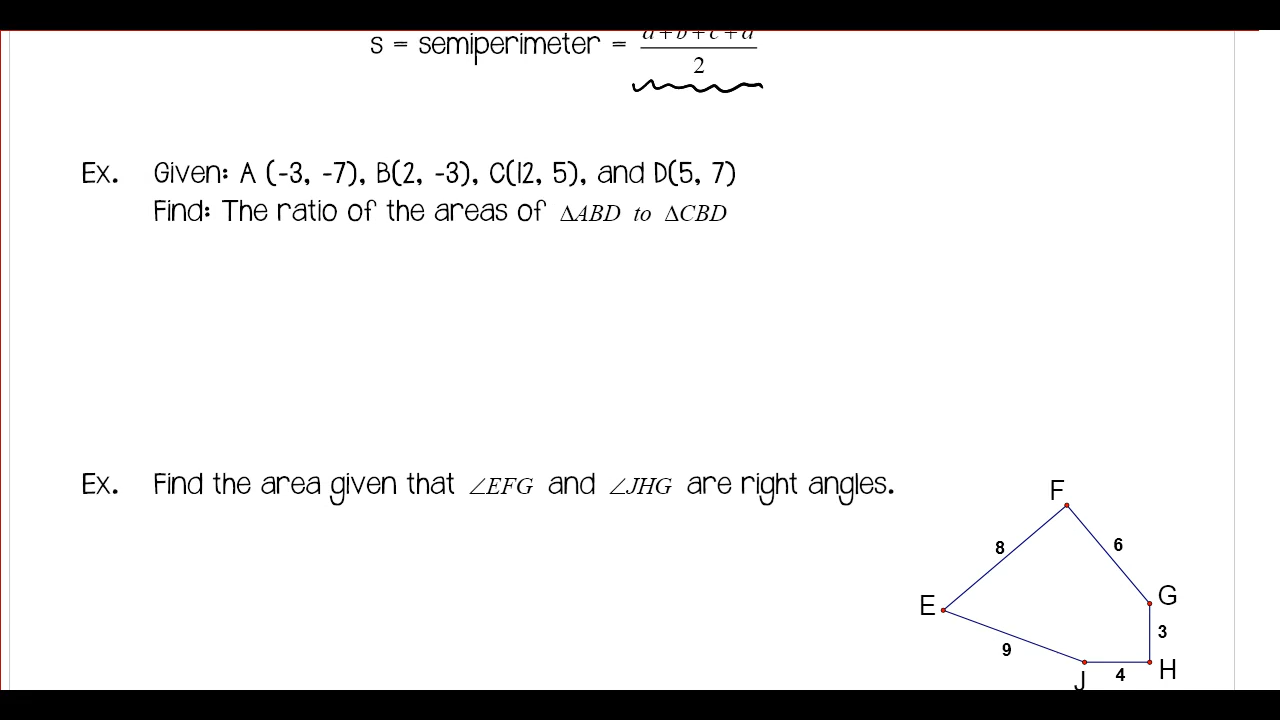 a + b + c + d
s = semiperimeter =
2
Ex. Given: A (-3, -7), B(2, -3), C(12, 5), and D(5, 7)
Find: The ratio of the areas of ΔABD to ΔCBD
Ex. Find the area given that ∠EFG and ∠JHG are right angles.
F
8
6
E
G
3
9
J
4
H